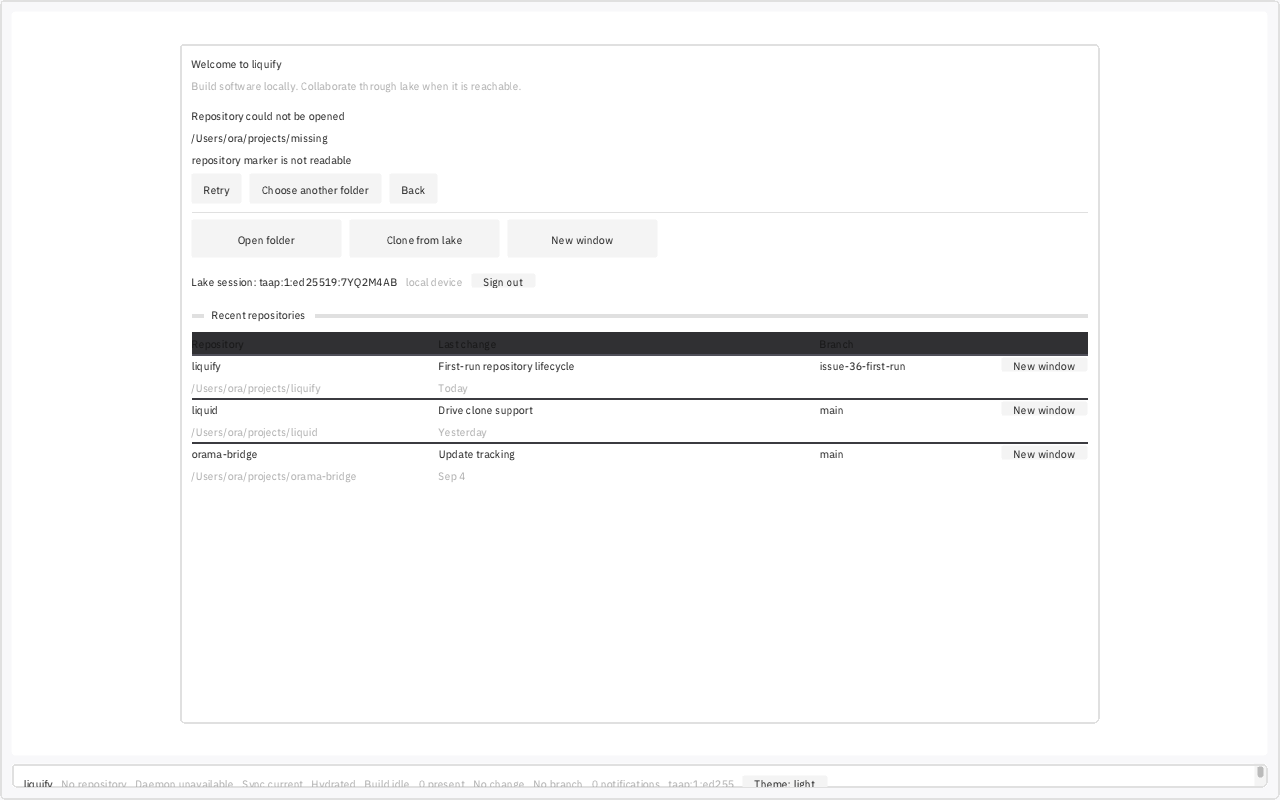 Welcome to liquify
Build software locally. Collaborate through lake when it is reachable.
Repository could not be opened
/Users/ora/projects/missing
repository marker is not readable
Retry Choose another folder Back
Open folder Clone from lake New window
Lake session: taap:1:ed25519:7YQ2M4AB local device Sign out
Recent repositories
Repository Last change Branch
liquify First-run repository lifecycle issue-36-first-run New window
/Users/ora/projects/liquify Today
liquid Drive clone support main New window
/Users/ora/projects/liquid Yesterday
orama-bridge Update tracking main New window
/Users/ora/projects/orama-bridge Sep 4
liquify No repository Daemon unavailable Sync current Hydrated Build idle 0 present No change No branch 0 notifications taap:1:ed255 Theme: light